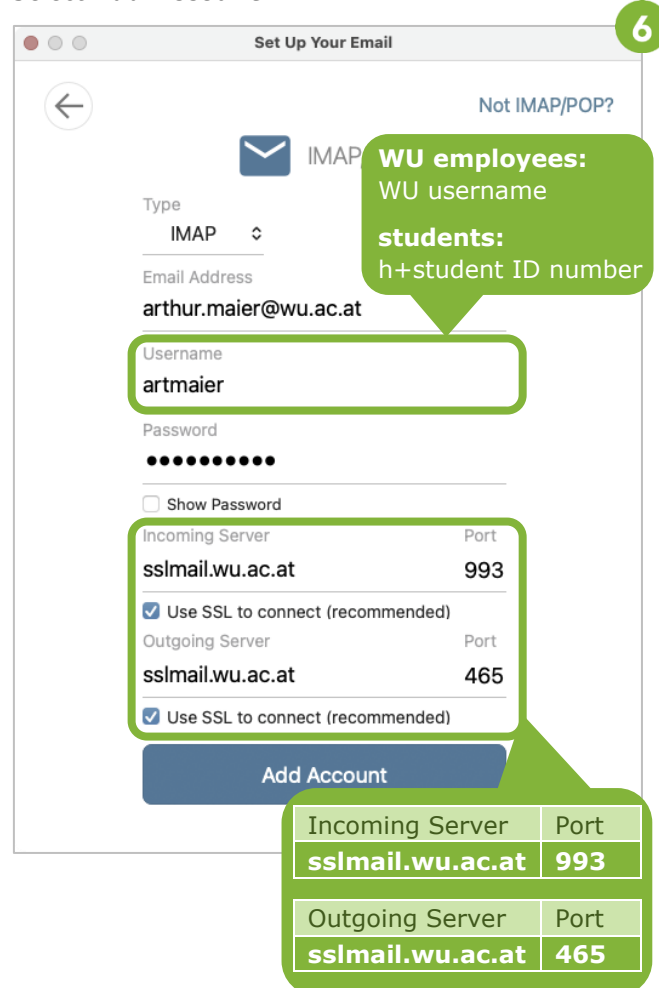 Set Up Your Email
6
Not IMAP/POP?
IMAP/
WU employees:
WU username
students:
h+student ID number
Type
IMAP
Email Address
arthur.maier@wu.ac.at
Username
artmaier
Password
••••••••••
Show Password
Incoming Server Port
sslmail.wu.ac.at 993
Use SSL to connect (recommended)
Outgoing Server Port
sslmail.wu.ac.at 465
Use SSL to connect (recommended)
Add Account
Incoming Server Port
sslmail.wu.ac.at 993
Outgoing Server Port
sslmail.wu.ac.at 465